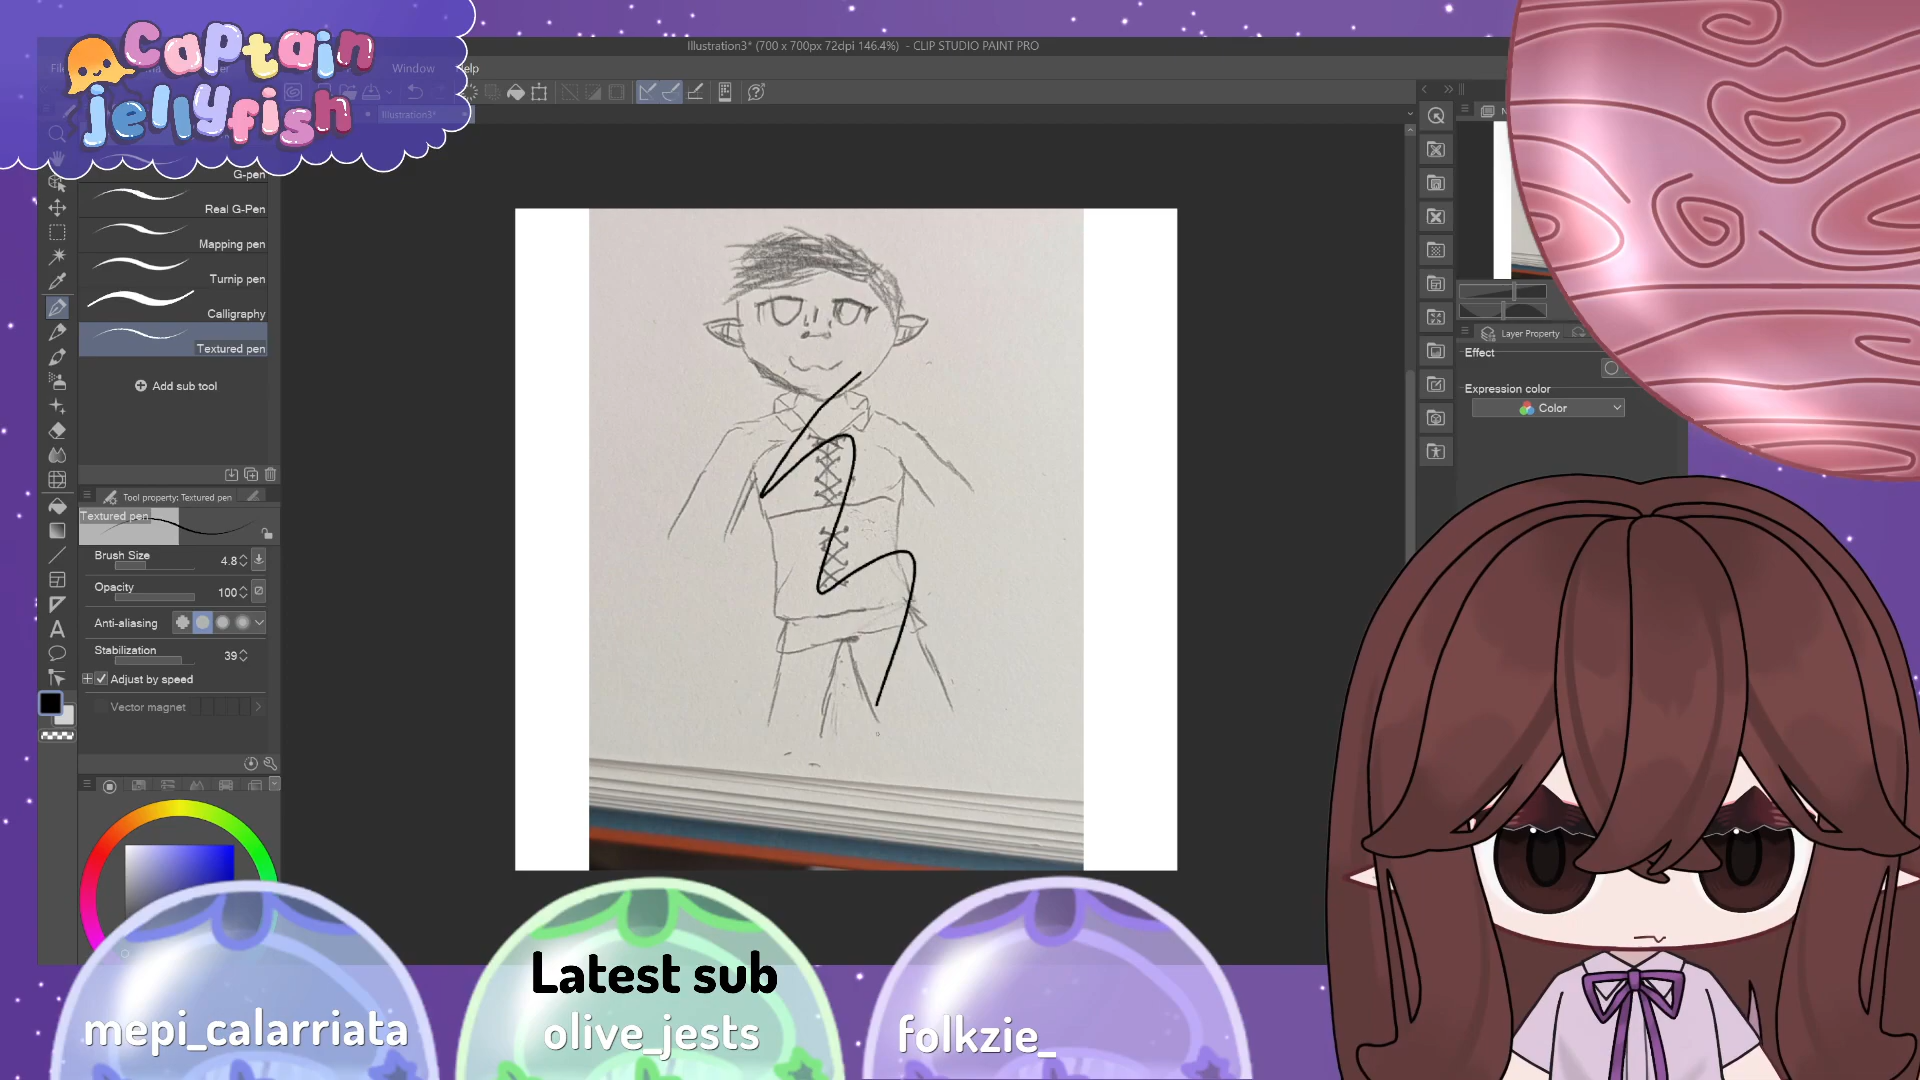 Captain
Jellyfish
Illustration3* (700 x 700px 72dpi 146.4%) - CLIP STUDIO PAINT PRO
Window
Help
Illustration3*
G-pen
Real G-Pen
Mapping pen
Turnip pen
Calligraphy
Textured pen
Add sub tool
Tool property: Textured pen
Textured pen
Brush Size
4.8
Opacity
100
Anti-aliasing
Stabilization
39
Adjust by speed
Vector magnet
Layer Property
Effect
Expression color
Color
Latest sub
mepi_calarriata
olive_jests
folkzie_